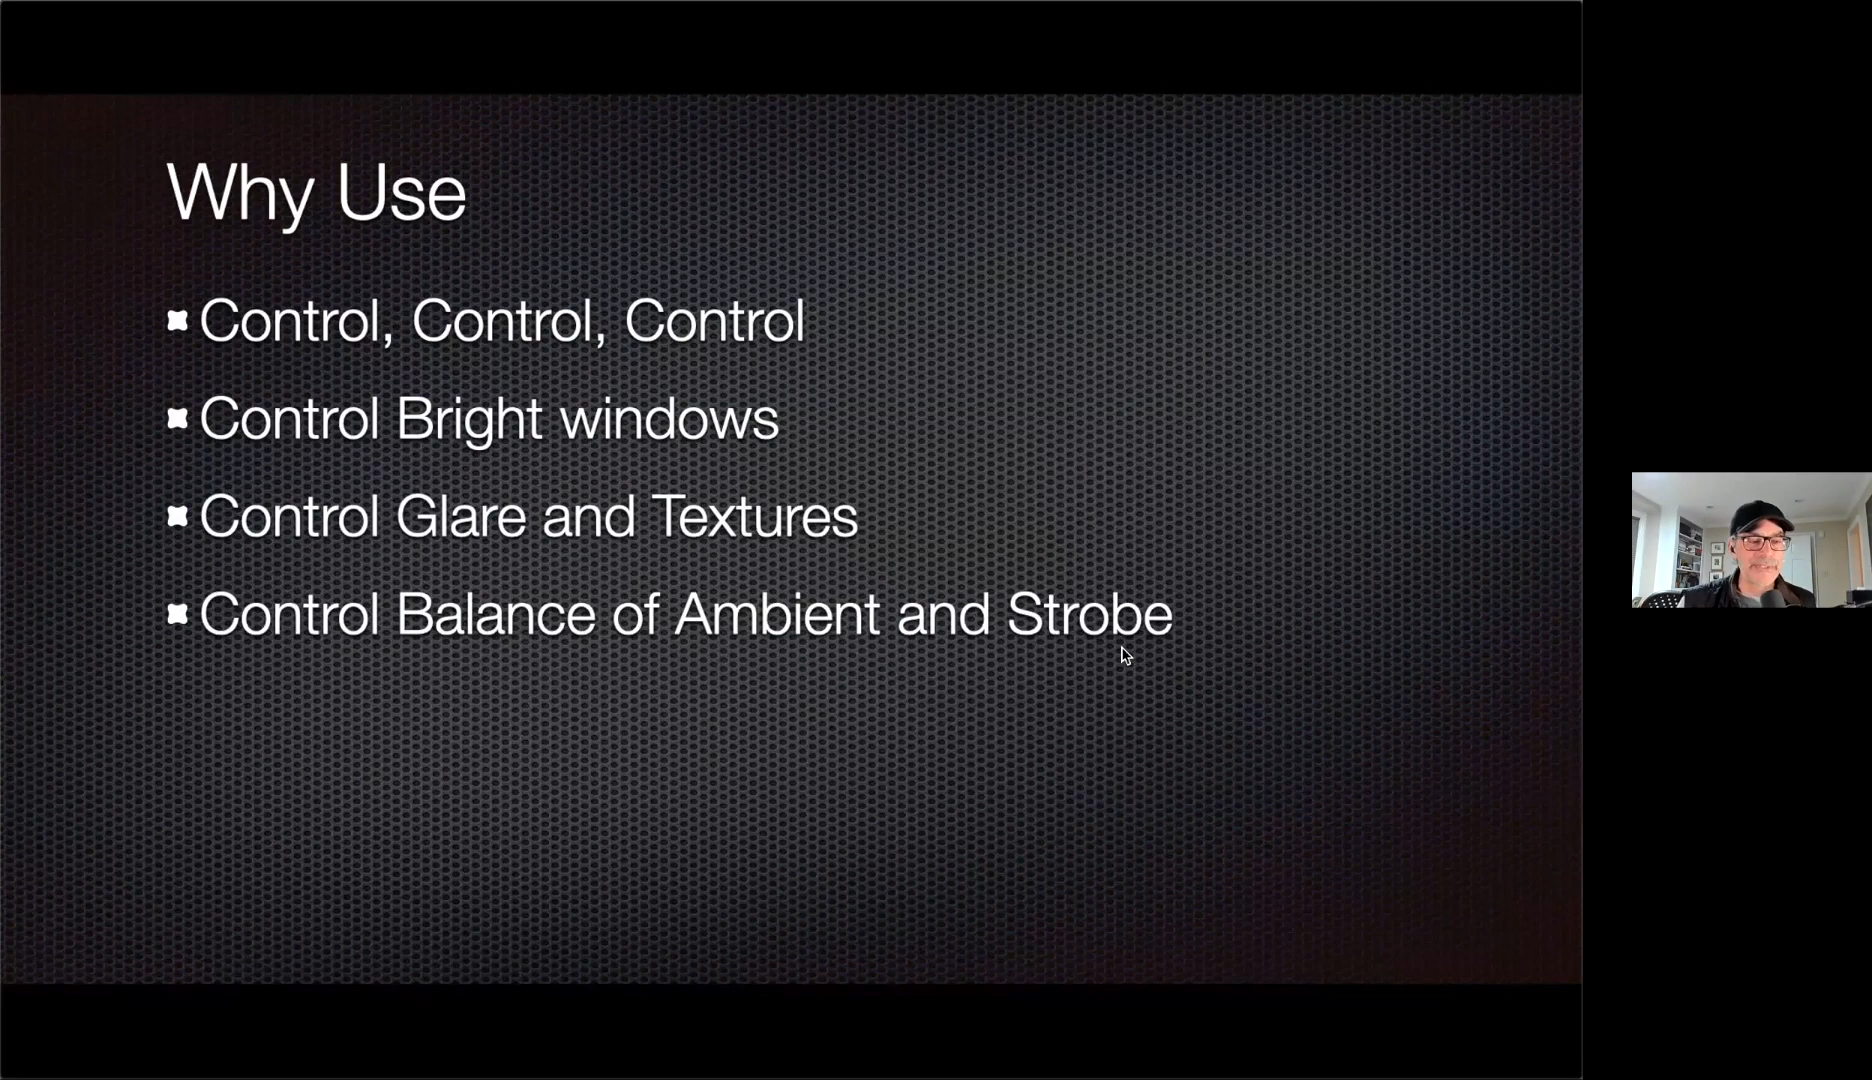 Why Use
Control, Control, Control
Control Bright windows
Control Glare and Textures
Control Balance of Ambient and Strobe